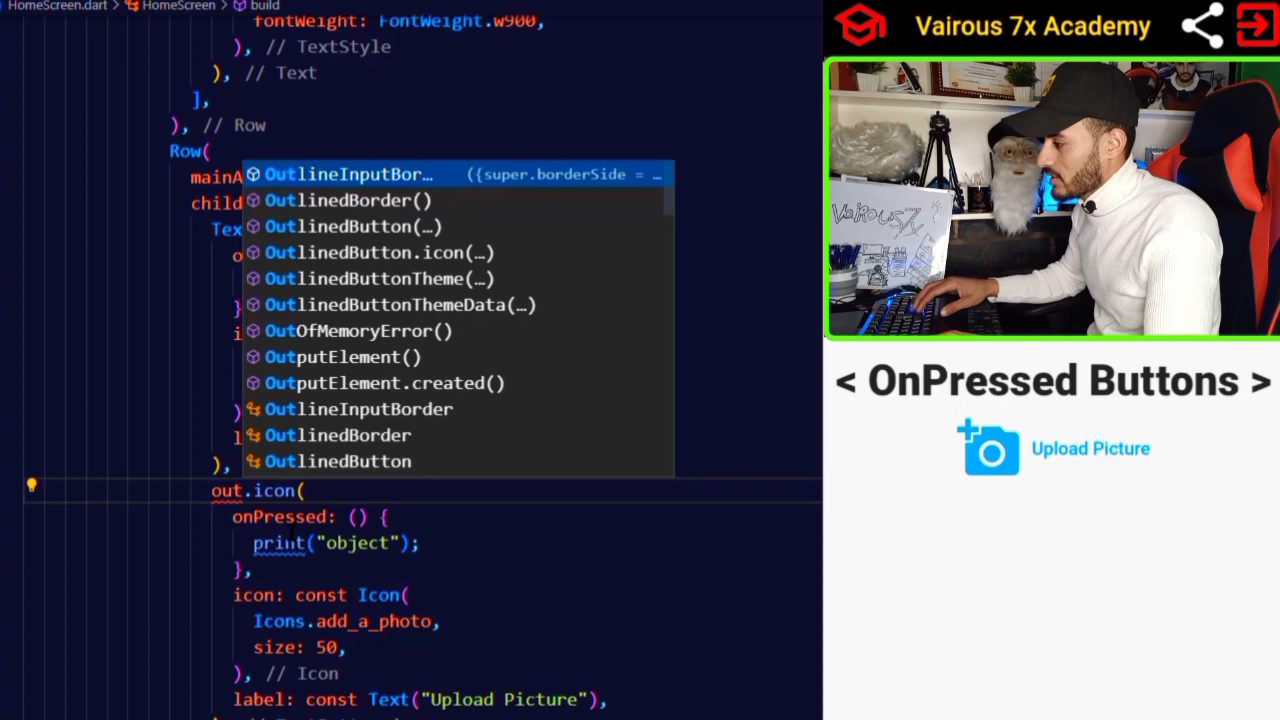 HomeScreen.dart > HomeScreen > build
fontWeight: FontWeight.w900,
), // TextStyle
), // Text
],
), // Row
Row(
mainA
child
Tex
o
}
i
)
l
),
OutlineInputBor… ({super.borderSide = …
OutlinedBorder()
OutlinedButton(…)
OutlinedButton.icon(…)
OutlinedButtonTheme(…)
OutlinedButtonThemeData(…)
OutOfMemoryError()
OutputElement()
OutputElement.created()
OutlineInputBorder
OutlinedBorder
OutlinedButton
out.icon(
onPressed: () {
print("object");
},
icon: const Icon(
Icons.add_a_photo,
size: 50,
), // Icon
label: const Text("Upload Picture"),
Vairous 7x Academy
VAiROUS7X
< OnPressed Buttons >
Upload Picture